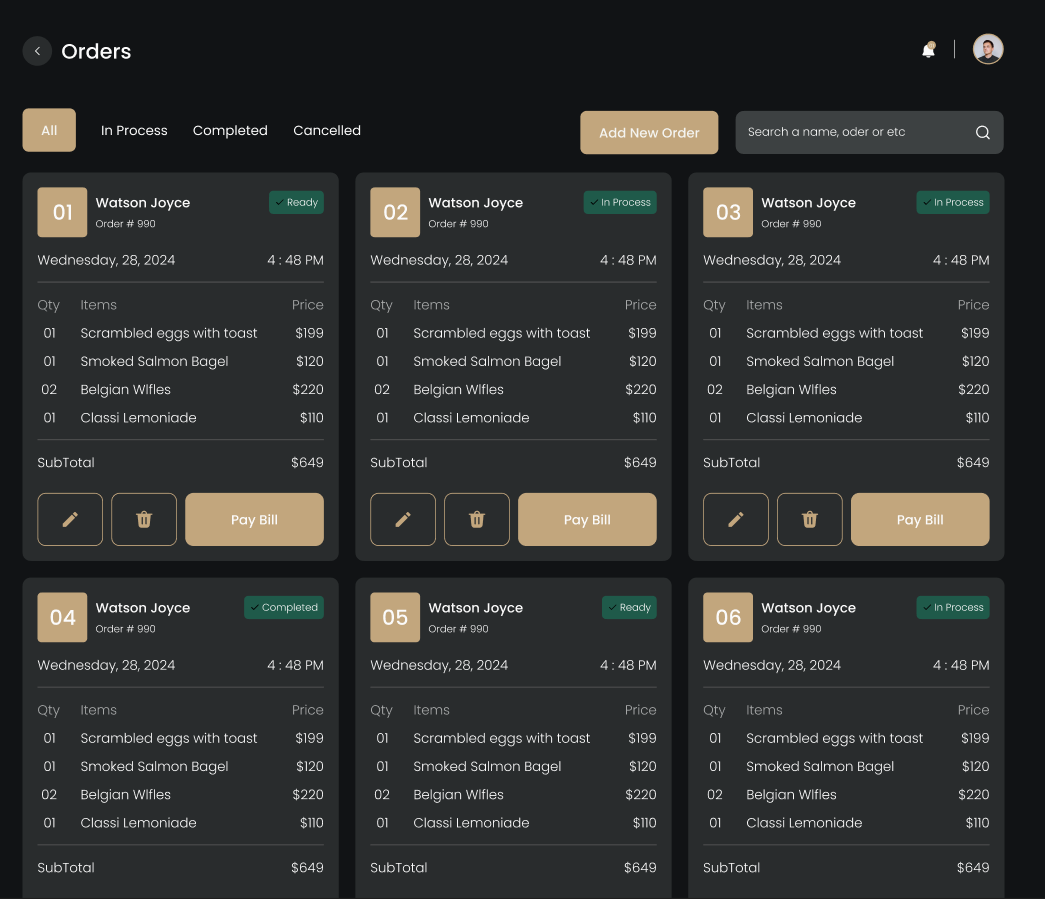 Orders
All In Process Completed Cancelled Add New Order Search a name, oder or etc
01 Watson Joyce Ready
Order # 990
Wednesday, 28, 2024 4 : 48 PM
Qty Items Price
01 Scrambled eggs with toast $199
01 Smoked Salmon Bagel $120
02 Belgian Wlfles $220
01 Classi Lemoniade $110
SubTotal $649
Pay Bill
02 Watson Joyce In Process
Order # 990
Wednesday, 28, 2024 4 : 48 PM
Qty Items Price
01 Scrambled eggs with toast $199
01 Smoked Salmon Bagel $120
02 Belgian Wlfles $220
01 Classi Lemoniade $110
SubTotal $649
Pay Bill
03 Watson Joyce In Process
Order # 990
Wednesday, 28, 2024 4 : 48 PM
Qty Items Price
01 Scrambled eggs with toast $199
01 Smoked Salmon Bagel $120
02 Belgian Wlfles $220
01 Classi Lemoniade $110
SubTotal $649
Pay Bill
04 Watson Joyce Completed
Order # 990
Wednesday, 28, 2024 4 : 48 PM
Qty Items Price
01 Scrambled eggs with toast $199
01 Smoked Salmon Bagel $120
02 Belgian Wlfles $220
01 Classi Lemoniade $110
SubTotal $649
05 Watson Joyce Ready
Order # 990
Wednesday, 28, 2024 4 : 48 PM
Qty Items Price
01 Scrambled eggs with toast $199
01 Smoked Salmon Bagel $120
02 Belgian Wlfles $220
01 Classi Lemoniade $110
SubTotal $649
06 Watson Joyce In Process
Order # 990
Wednesday, 28, 2024 4 : 48 PM
Qty Items Price
01 Scrambled eggs with toast $199
01 Smoked Salmon Bagel $120
02 Belgian Wlfles $220
01 Classi Lemoniade $110
SubTotal $649